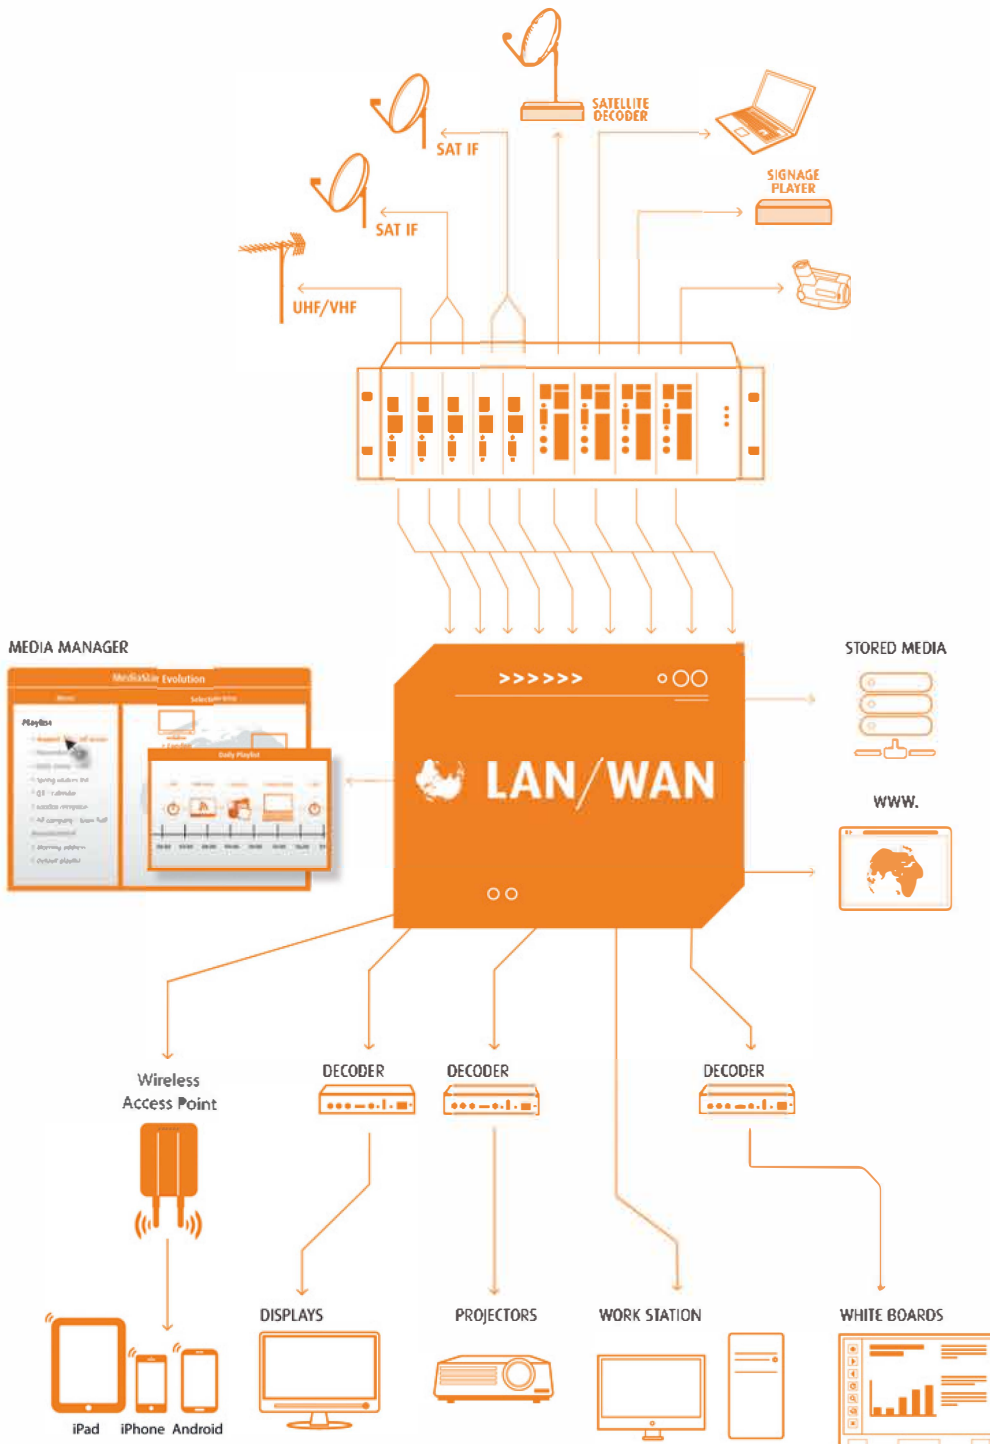 SATELLITE
DECODER
SAT IF
SIGNAGE
PLAYER
SAT IF
UHF/VHF
MEDIA MANAGER
STORED MEDIA
MediaStar Evolution
Menu
Playlist
Daily Playlist
>>>>>>
LAN/WAN
WWW.
Wireless
Access Point
DECODER
DECODER
DECODER
DISPLAYS
PROJECTORS
WORK STATION
WHITE BOARDS
iPad
iPhone
Android